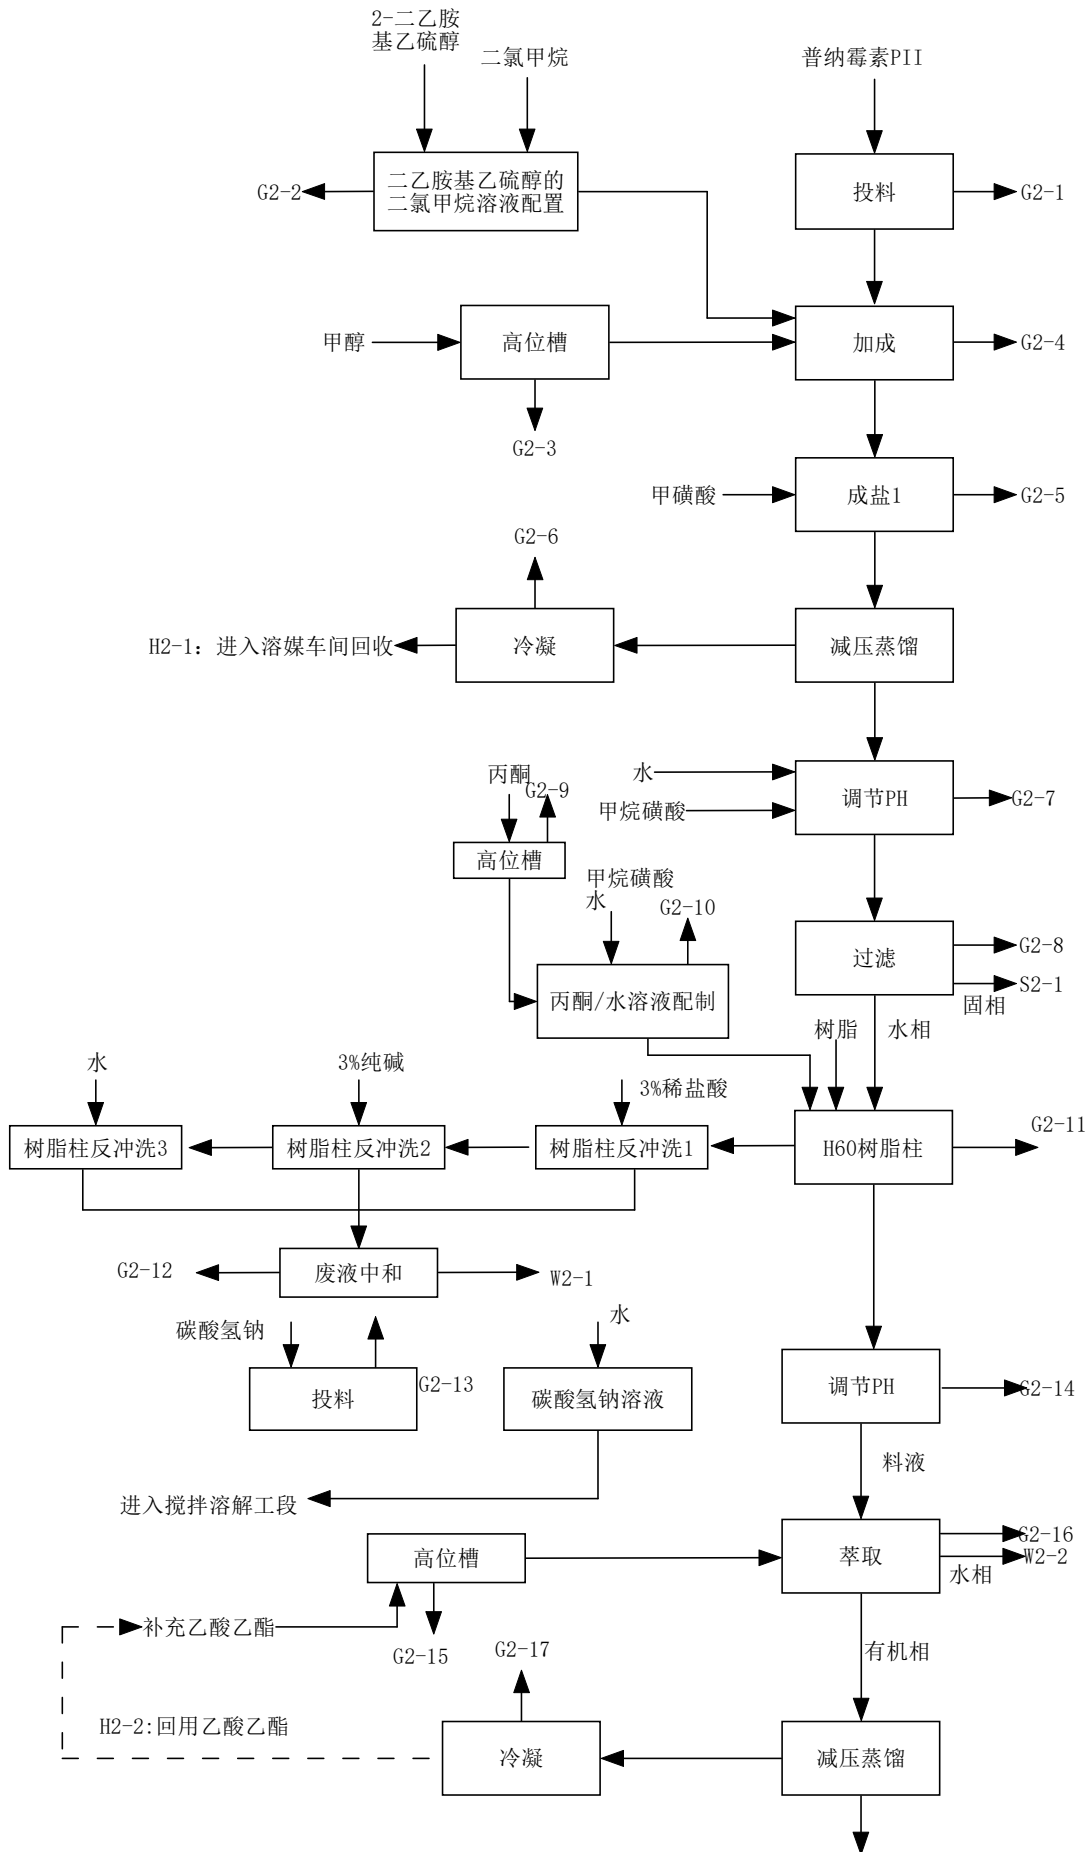 2-二乙胺
基乙硫醇
二氯甲烷
普纳霉素PII
二乙胺基乙硫醇的
二氯甲烷溶液配置
G2-2
投料
G2-1
甲醇
高位槽
加成
G2-4
G2-3
甲磺酸
成盐1
G2-5
G2-6
H2-1：进入溶媒车间回收
冷凝
减压蒸馏
丙酮
G2-9
水
甲烷磺酸
调节PH
G2-7
高位槽
甲烷磺酸
水
G2-10
过滤
G2-8
S2-1
固相
丙酮/水溶液配制
树脂
水相
水
3%纯碱
3%稀盐酸
树脂柱反冲洗3
树脂柱反冲洗2
树脂柱反冲洗1
H60树脂柱
G2-11
G2-12
废液中和
W2-1
碳酸氢钠
水
投料
G2-13
碳酸氢钠溶液
调节PH
G2-14
料液
进入搅拌溶解工段
高位槽
萃取
G2-16
W2-2
水相
补充乙酸乙酯
G2-15
G2-17
有机相
H2-2:回用乙酸乙酯
冷凝
减压蒸馏